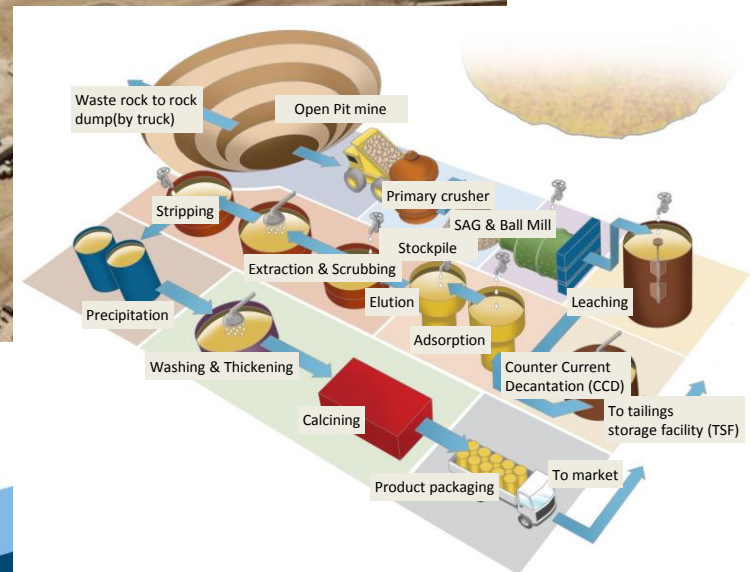 Waste rock to rock
dump(by truck)
Open Pit mine
Primary crusher
Stripping
SAG & Ball Mill
Stockpile
Extraction & Scrubbing
Leaching
Elution
Precipitation
Adsorption
Washing & Thickening
Counter Current
Decantation (CCD)
To tailings
storage facility (TSF)
Calcining
To market
Product packaging